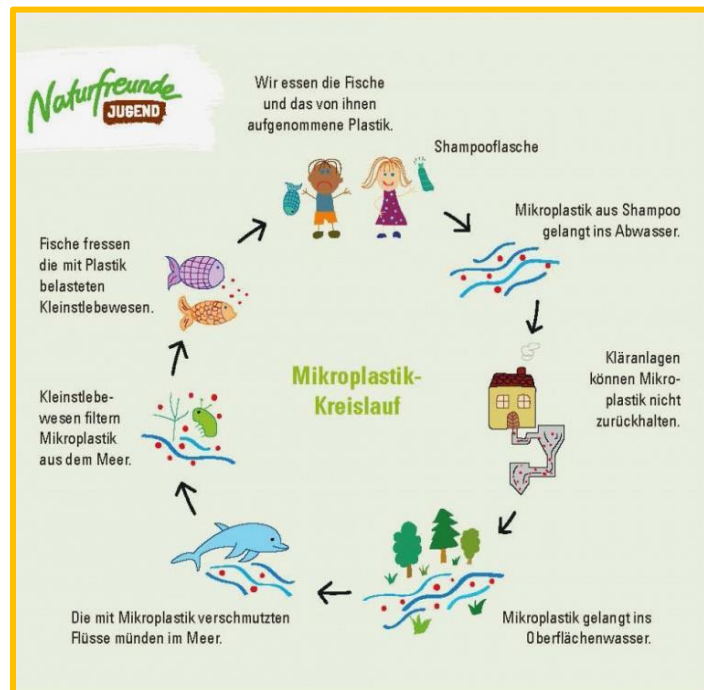 Naturfreunde
JUGEND
Wir essen die Fische
und das von ihnen
aufgenommene Plastik.
Shampooflasche
Mikroplastik aus Shampoo
gelangt ins Abwasser.
Kläranlagen
können Mikro-
plastik nicht
zurückhalten.
Mikroplastik gelangt ins
Oberflächenwasser.
Die mit Mikroplastik verschmutzten
Flüsse münden im Meer.
Kleinstlebe-
wesen filtern
Mikroplastik
aus dem Meer.
Fische fressen
die mit Plastik
belasteten
Kleinstlebewesen.
Mikroplastik-
Kreislauf